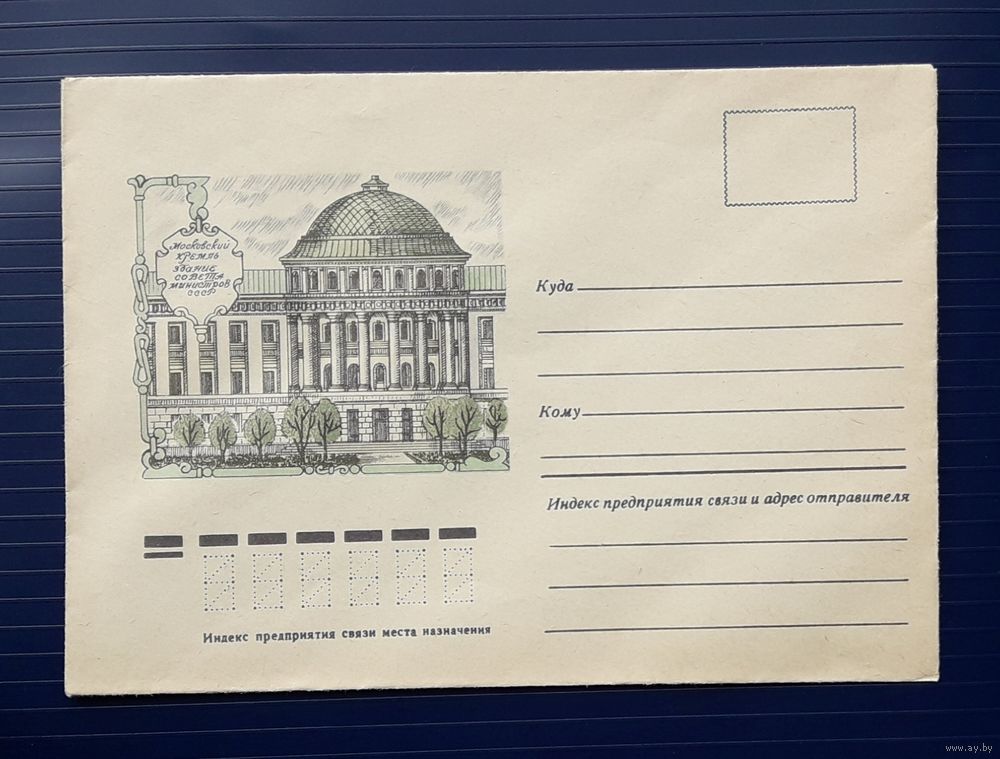 Московский
Кремль
Здание
Совета
Министров
СССР
Куда
Кому
Индекс предприятия связи и адрес отправителя
Индекс предприятия связи места назначения
www.ay.by